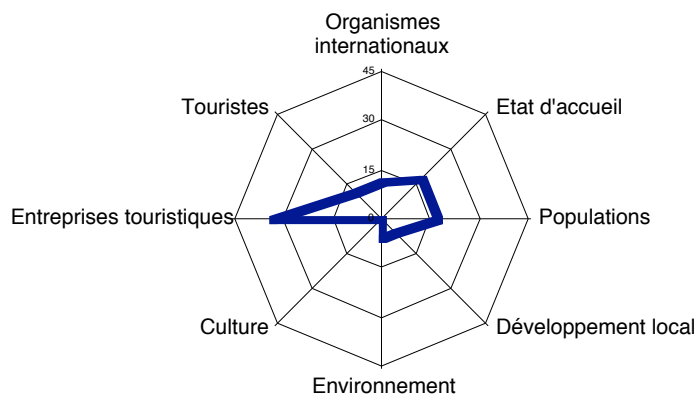 Organismes
internationaux
45
Touristes
Etat d'accueil
30
15
Entreprises touristiques
0
Populations
Culture
Développement local
Environnement